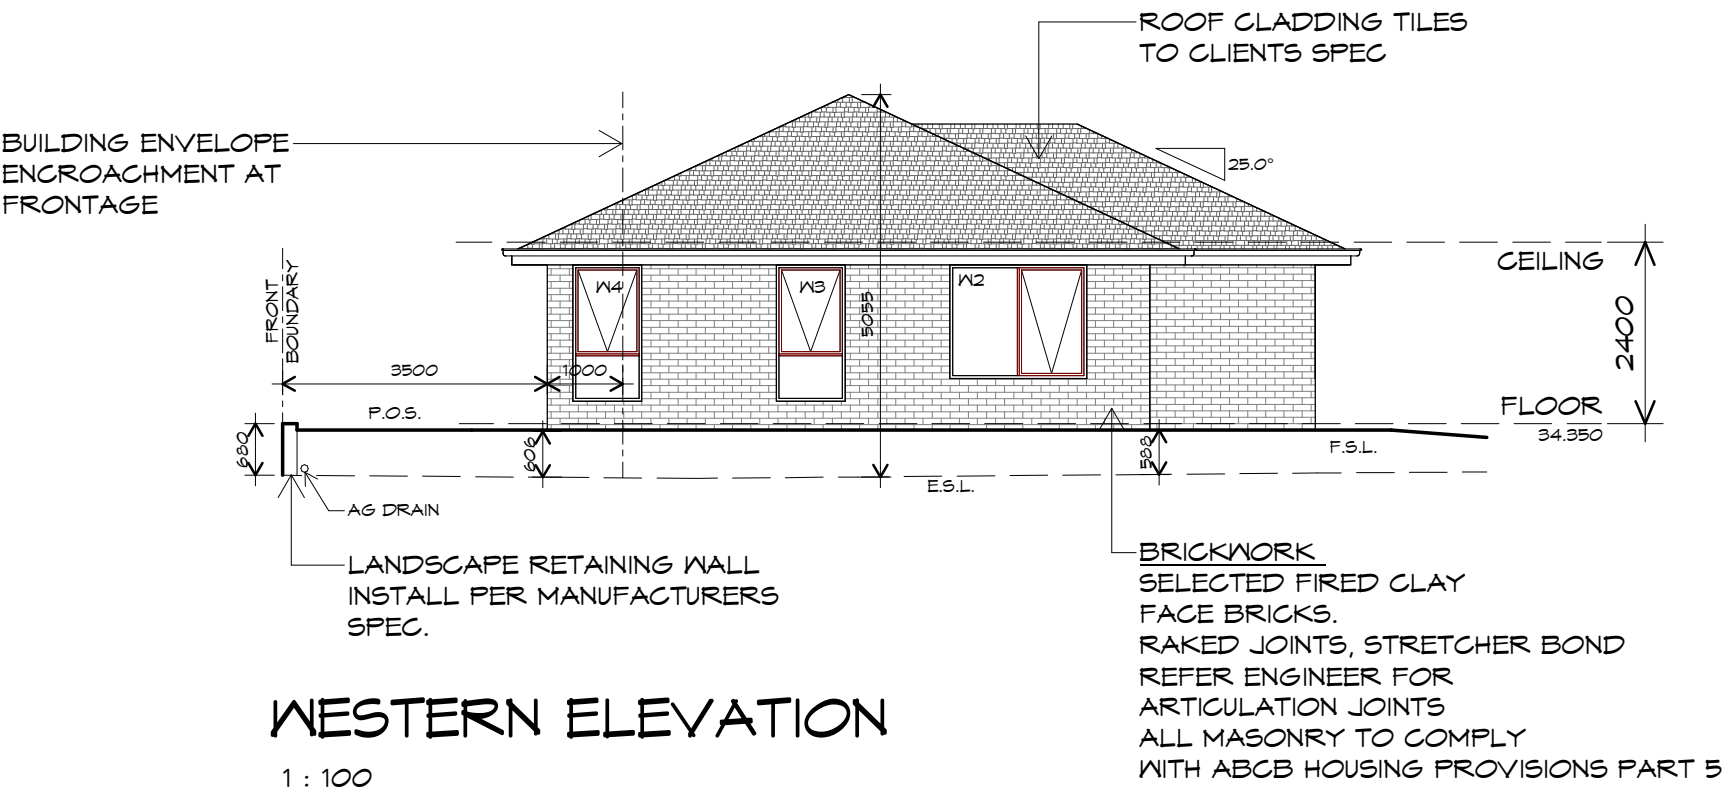 ROOF CLADDING TILES
TO CLIENTS SPEC
BUILDING ENVELOPE
ENCROACHMENT AT
FRONTAGE
25.0°
CEILING
FRONT
BOUNDARY
W4
W3
W2
5055
2400
3500
1000
P.O.S.
FLOOR
34.350
680
606
588
F.S.L.
E.S.L.
AG DRAIN
LANDSCAPE RETAINING WALL
INSTALL PER MANUFACTURERS
SPEC.
BRICKWORK
SELECTED FIRED CLAY
FACE BRICKS.
RAKED JOINTS, STRETCHER BOND
REFER ENGINEER FOR
ARTICULATION JOINTS
ALL MASONRY TO COMPLY
WITH ABCB HOUSING PROVISIONS PART 5
WESTERN ELEVATION
1 : 100